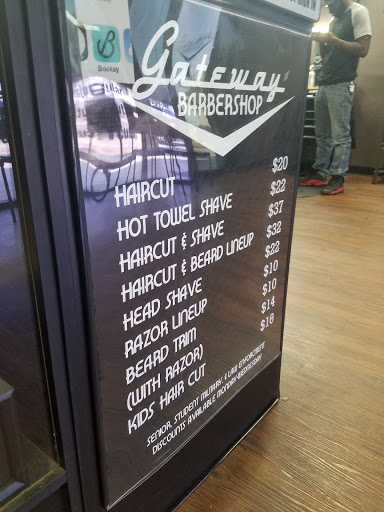 Booksy
Gateway
BARBERSHOP
HAIRCUT $20
HOT TOWEL SHAVE $22
HAIRCUT & SHAVE $37
HAIRCUT & BEARD LINEUP $32
HEAD SHAVE $22
RAZOR LINEUP $10
BEARD TRIM $10
(WITH RAZOR) $14
KIDS HAIR CUT $16
SENIOR, STUDENT MILITARY, & LAW ENFORCEMENT
DISCOUNTS AVAILABLE MONDAY-WEDNESDAY